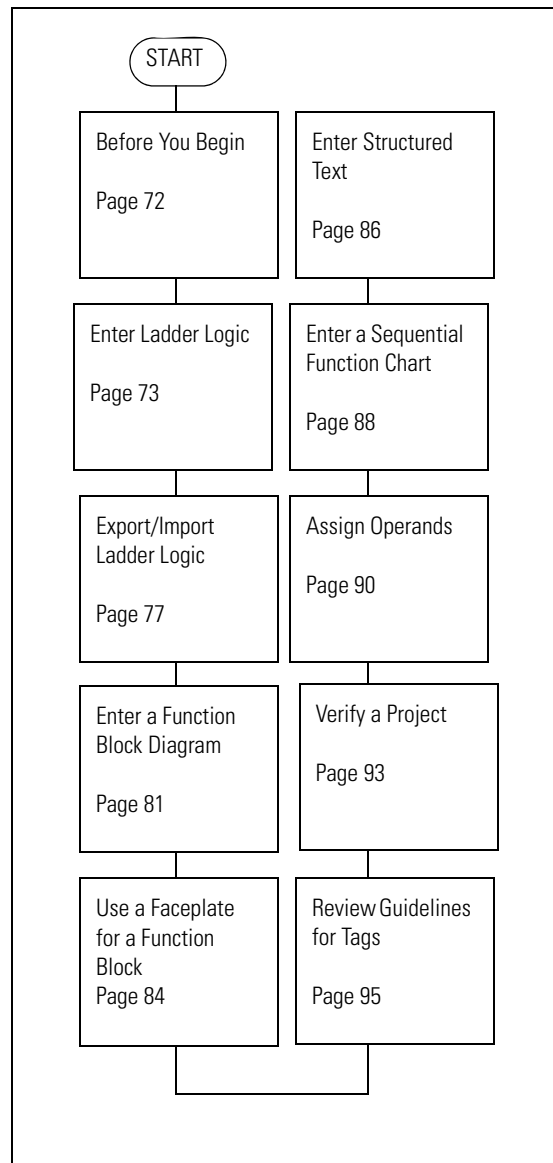 START
Before You Begin
Page 72
Enter Ladder Logic
Page 73
Export/Import
Ladder Logic
Page 77
Enter a Function
Block Diagram
Page 81
Use a Faceplate
for a Function
Block
Page 84
Enter Structured
Text
Page 86
Enter a Sequential
Function Chart
Page 88
Assign Operands
Page 90
Verify a Project
Page 93
Review Guidelines
for Tags
Page 95